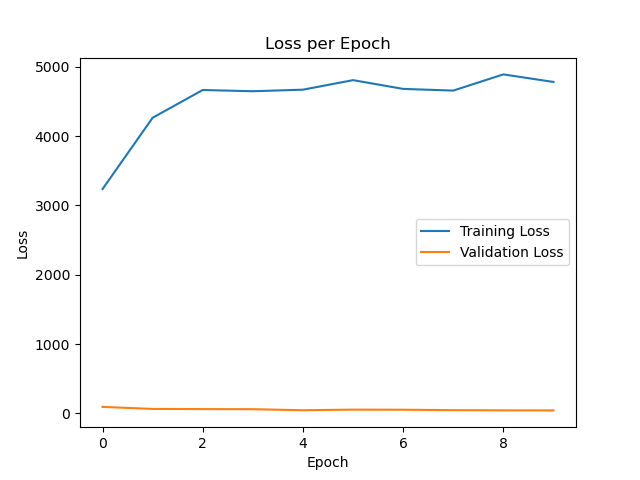 Loss per Epoch
5000
4000
3000
2000
1000
0
Loss
Training Loss
Validation Loss
0 2 4 6 8
Epoch